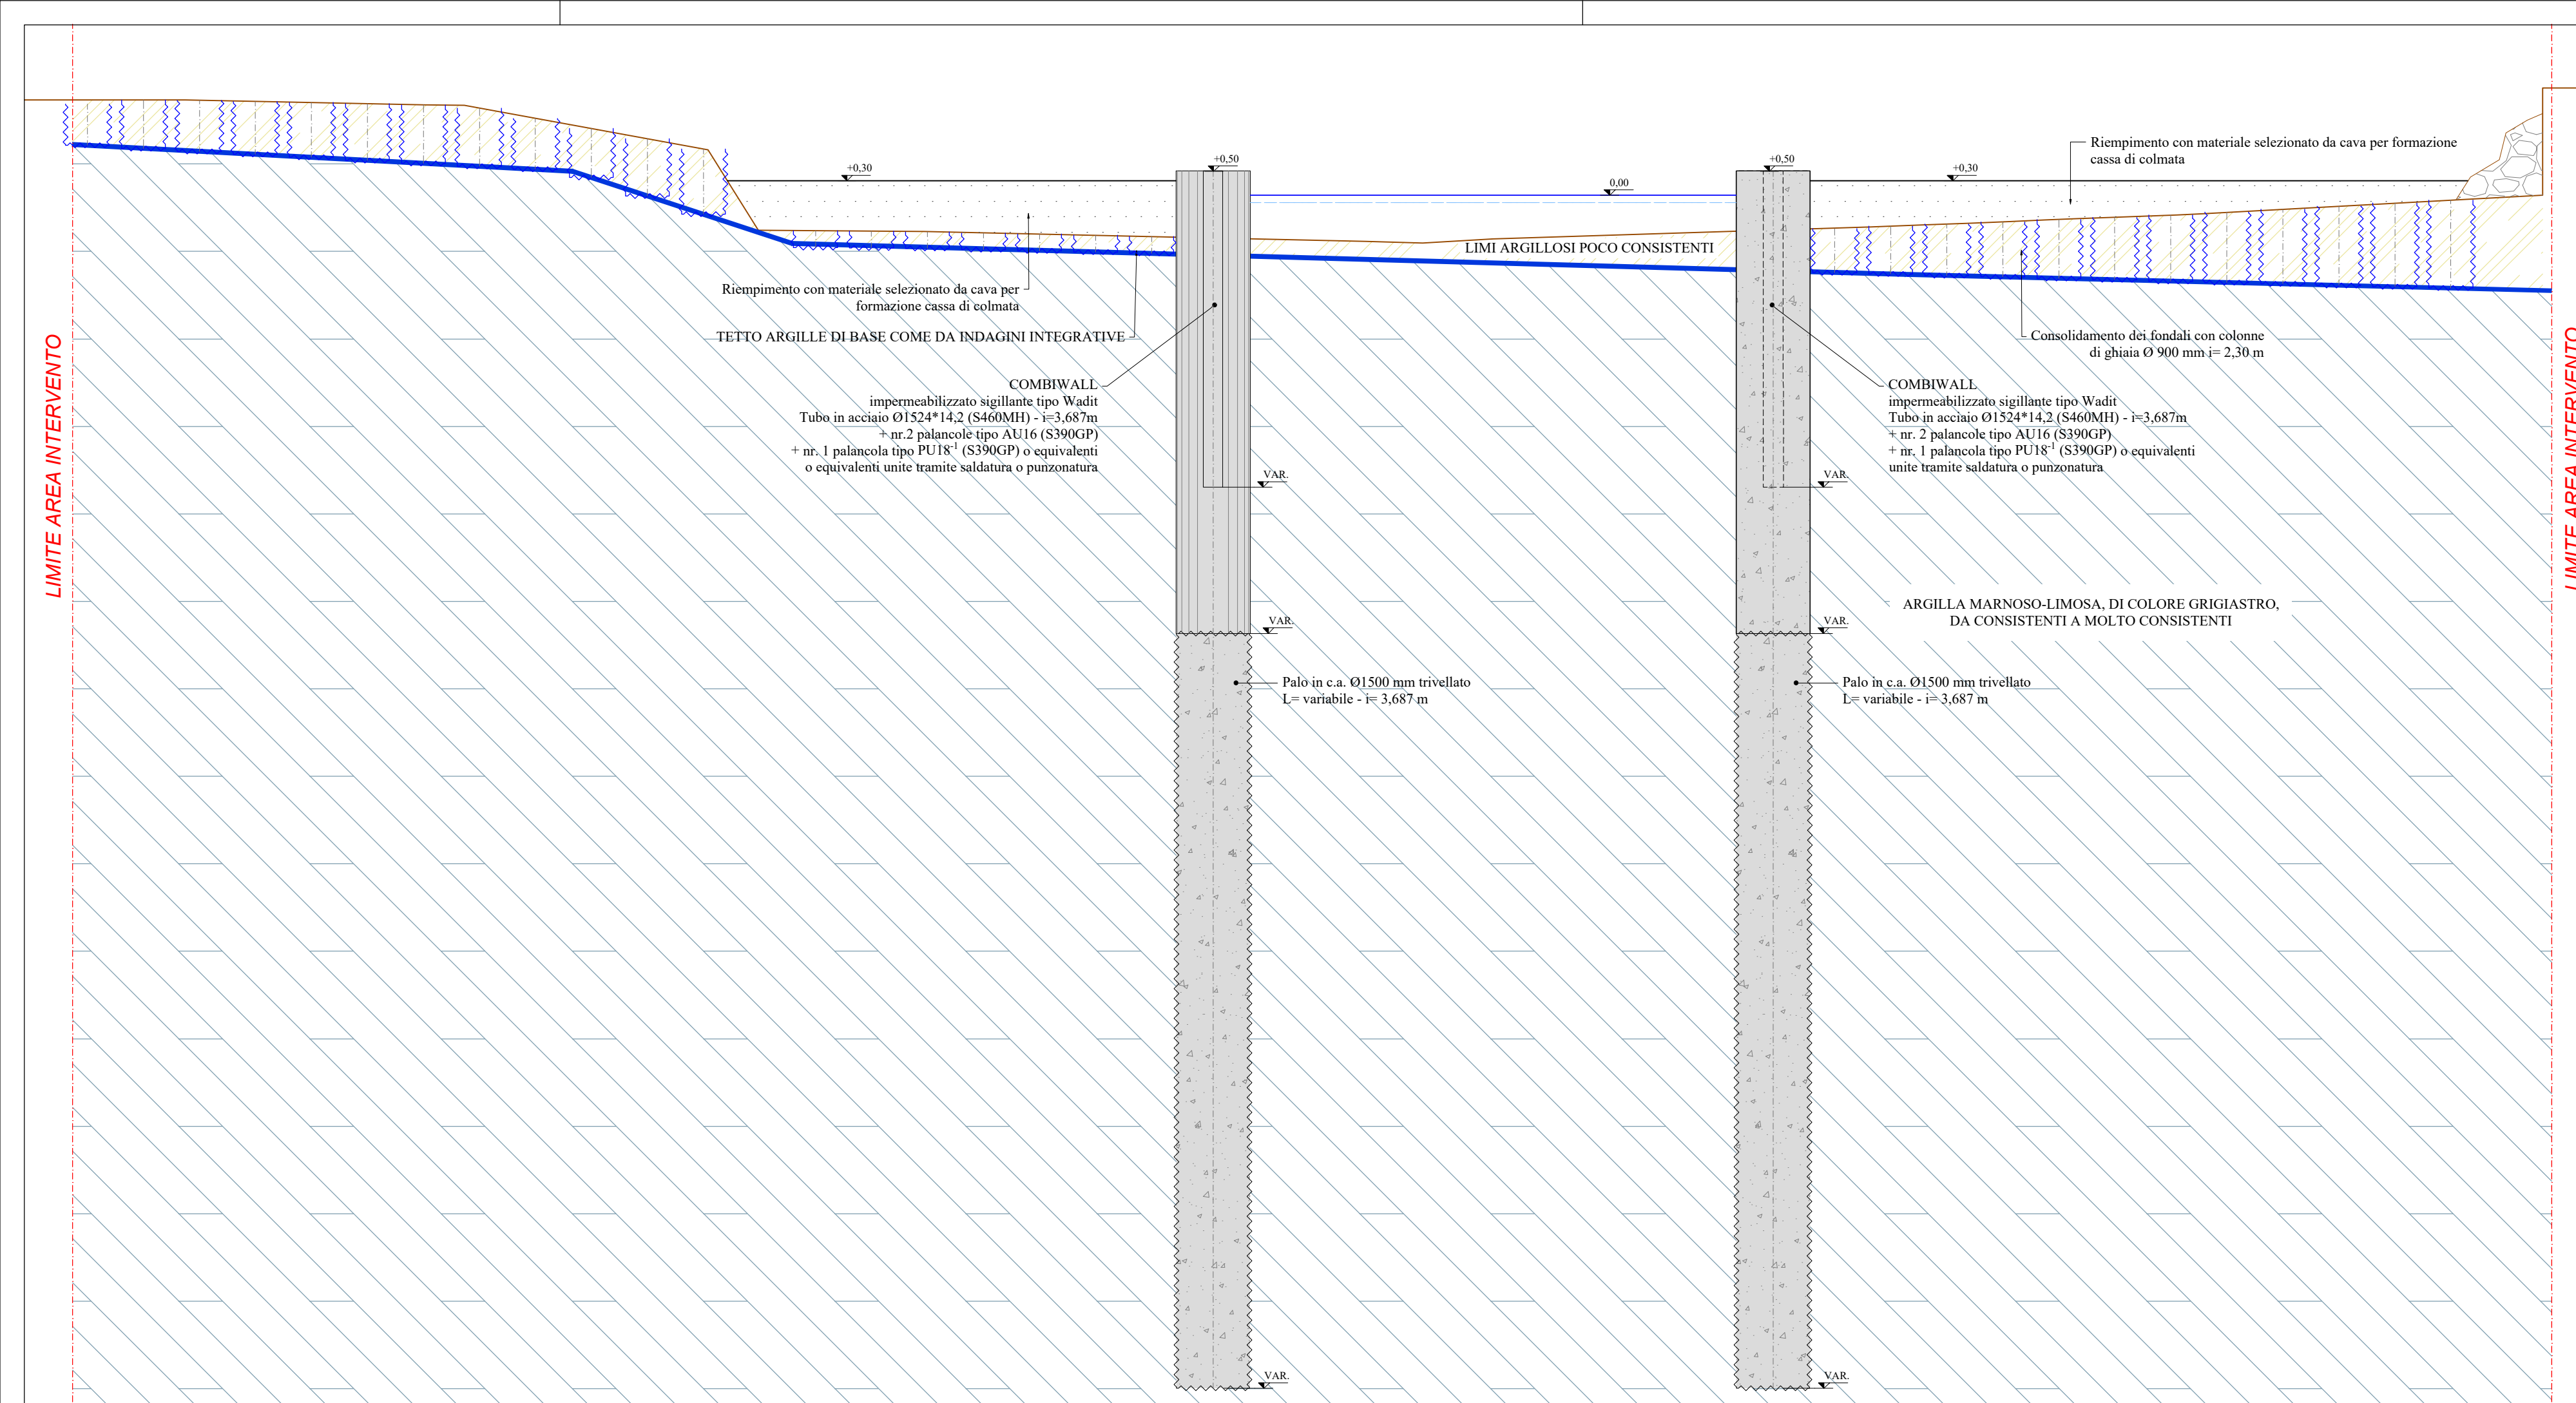 Riempimento con materiale selezionato da cava per formazione
cassa di colmata
+0,30
+0,50
0,00
+0,50
+0,30
LIMI ARGILLOSI POCO CONSISTENTI
Riempimento con materiale selezionato da cava per
formazione cassa di colmata
TETTO ARGILLE DI BASE COME DA INDAGINI INTEGRATIVE
Consolidamento dei fondali con colonne
di ghiaia Ø 900 mm i= 2,30 m
LIMITE AREA INTERVENTO
LIMITE AREA INTERVENTO
COMBIWALL
impermeabilizzato sigillante tipo Wadit
Tubo in acciaio Ø1524*14,2 (S460MH) - i=3,687m
+ nr.2 palancole tipo AU16 (S390GP)
+ nr. 1 palancola tipo PU18-1 (S390GP) o equivalenti
o equivalenti unite tramite saldatura o punzonatura
COMBIWALL
impermeabilizzato sigillante tipo Wadit
Tubo in acciaio Ø1524*14,2 (S460MH) - i=3,687m
+ nr. 2 palancole tipo AU16 (S390GP)
+ nr. 1 palancola tipo PU18-1 (S390GP) o equivalenti
unite tramite saldatura o punzonatura
VAR.
VAR.
ARGILLA MARNOSO-LIMOSA, DI COLORE GRIGIASTRO,
DA CONSISTENTI A MOLTO CONSISTENTI
VAR.
VAR.
Palo in c.a. Ø1500 mm trivellato
L= variabile - i= 3,687 m
Palo in c.a. Ø1500 mm trivellato
L= variabile - i= 3,687 m
VAR.
VAR.